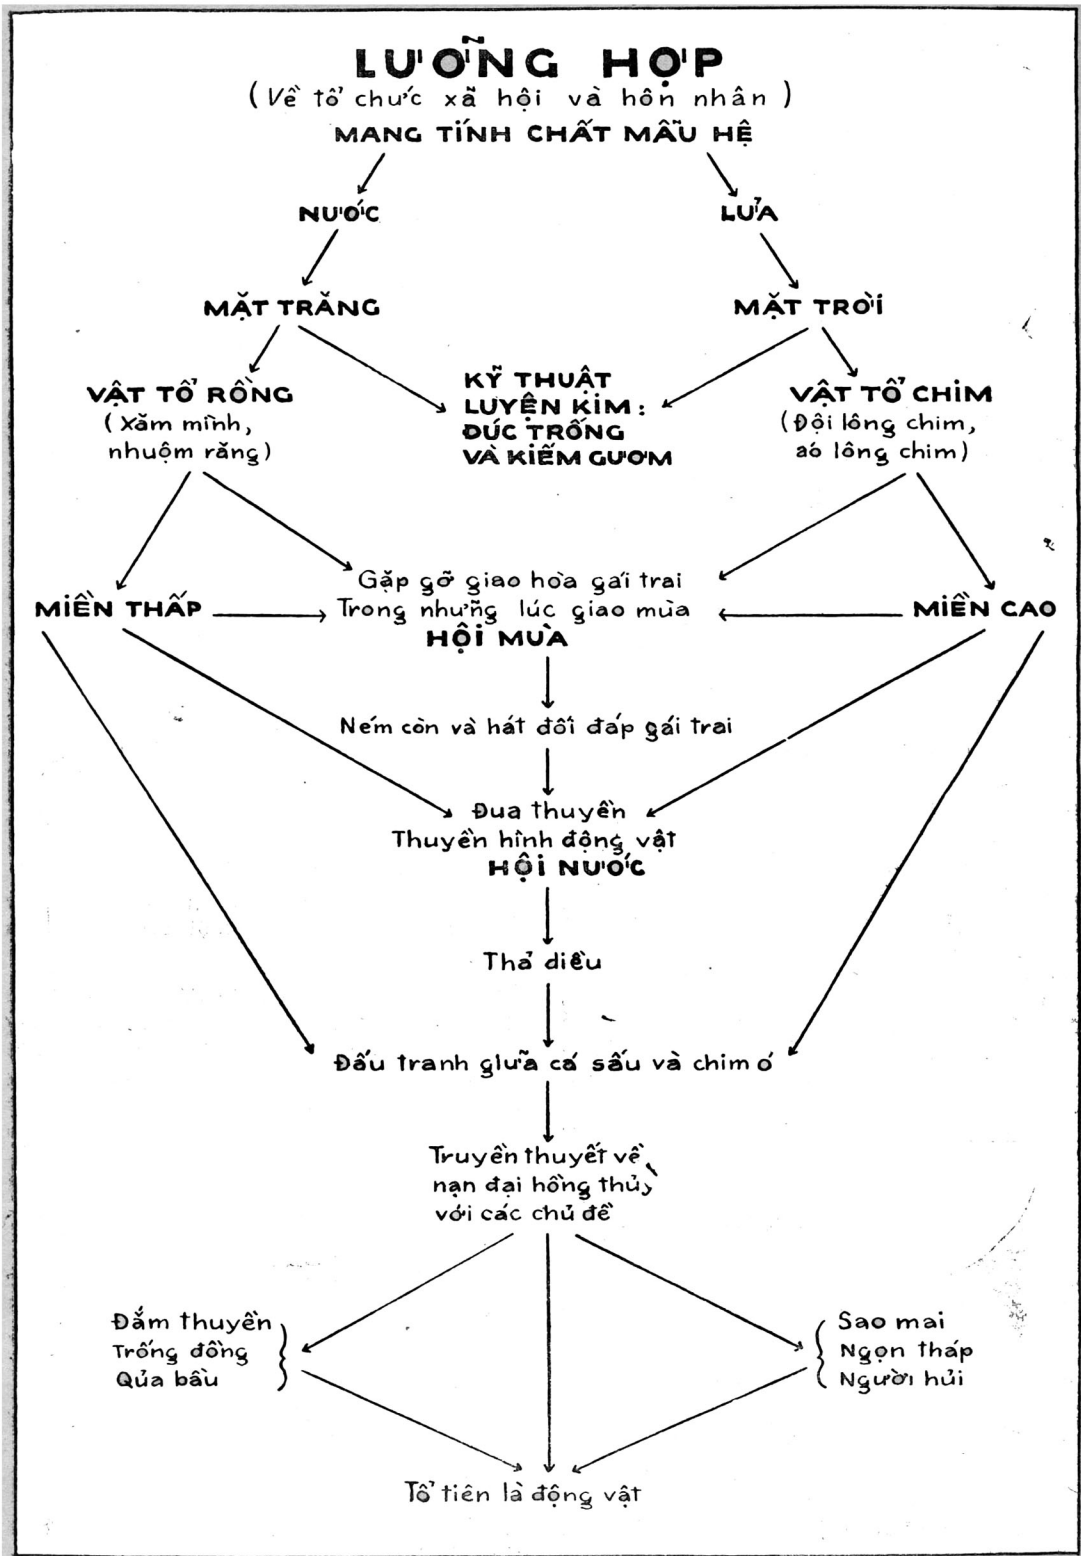 LƯỠNG HỢP
(Về tổ chức xã hội và hôn nhân)
MANG TÍNH CHẤT MẪU HỆ
NƯỚC
LỬA
MẶT TRĂNG
MẶT TRỜI
VẬT TỔ RỒNG
(Xăm mình,
nhuộm răng)
KỸ THUẬT
LUYỆN KIM:
ĐÚC TRỐNG
VÀ KIẾM GƯƠM
VẬT TỔ CHIM
(Đội lông chim,
áo lông chim)
MIỀN THẤP
Gặp gỡ giao hòa gái trai
Trong những lúc giao mùa
HỘI MÙA
MIỀN CAO
Ném còn và hát đối đáp gái trai
Đua thuyền
Thuyền hình động vật
HỘI NƯỚC
Thả diều
Đấu tranh giữa cá sấu và chim ó
Truyền thuyết về
nạn đại hồng thủy
với các chủ đề
Đắm thuyền
Trống đồng
Qủa bầu
Sao mai
Ngọn tháp
Người hủi
Tổ tiên là động vật